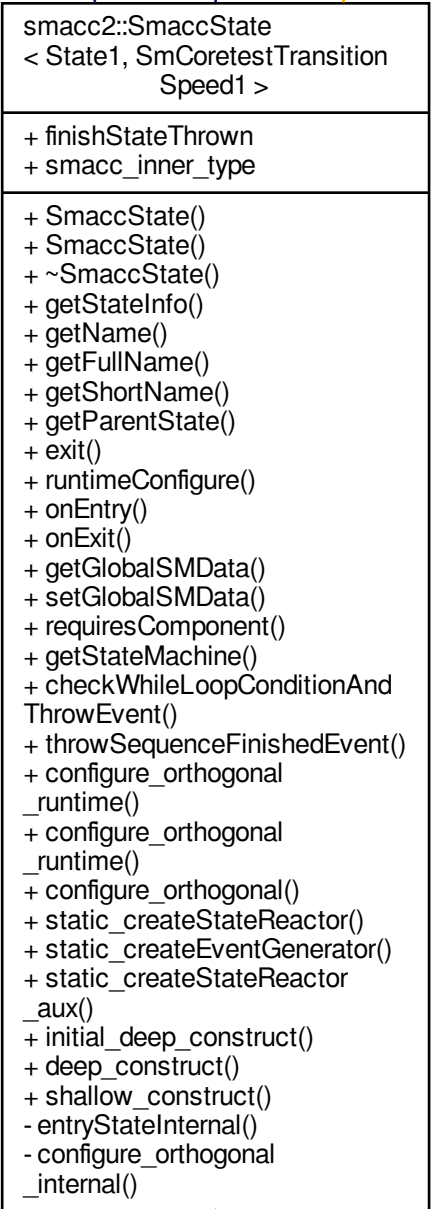 smacc2::SmaccState
< State1, SmCoretestTransition
Speed1 >
+ finishStateThrown
+ smacc_inner_type
+ SmaccState()
+ SmaccState()
+ ~SmaccState()
+ getStateInfo()
+ getName()
+ getFullName()
+ getShortName()
+ getParentState()
+ exit()
+ runtimeConfigure()
+ onEntry()
+ onExit()
+ getGlobalSMData()
+ setGlobalSMData()
+ requiresComponent()
+ getStateMachine()
+ checkWhileLoopConditionAnd
ThrowEvent()
+ throwSequenceFinishedEvent()
+ configure_orthogonal
_runtime()
+ configure_orthogonal
_runtime()
+ configure_orthogonal()
+ static_createStateReactor()
+ static_createEventGenerator()
+ static_createStateReactor
_aux()
+ initial_deep_construct()
+ deep_construct()
+ shallow_construct()
- entryStateInternal()
- configure_orthogonal
_internal()